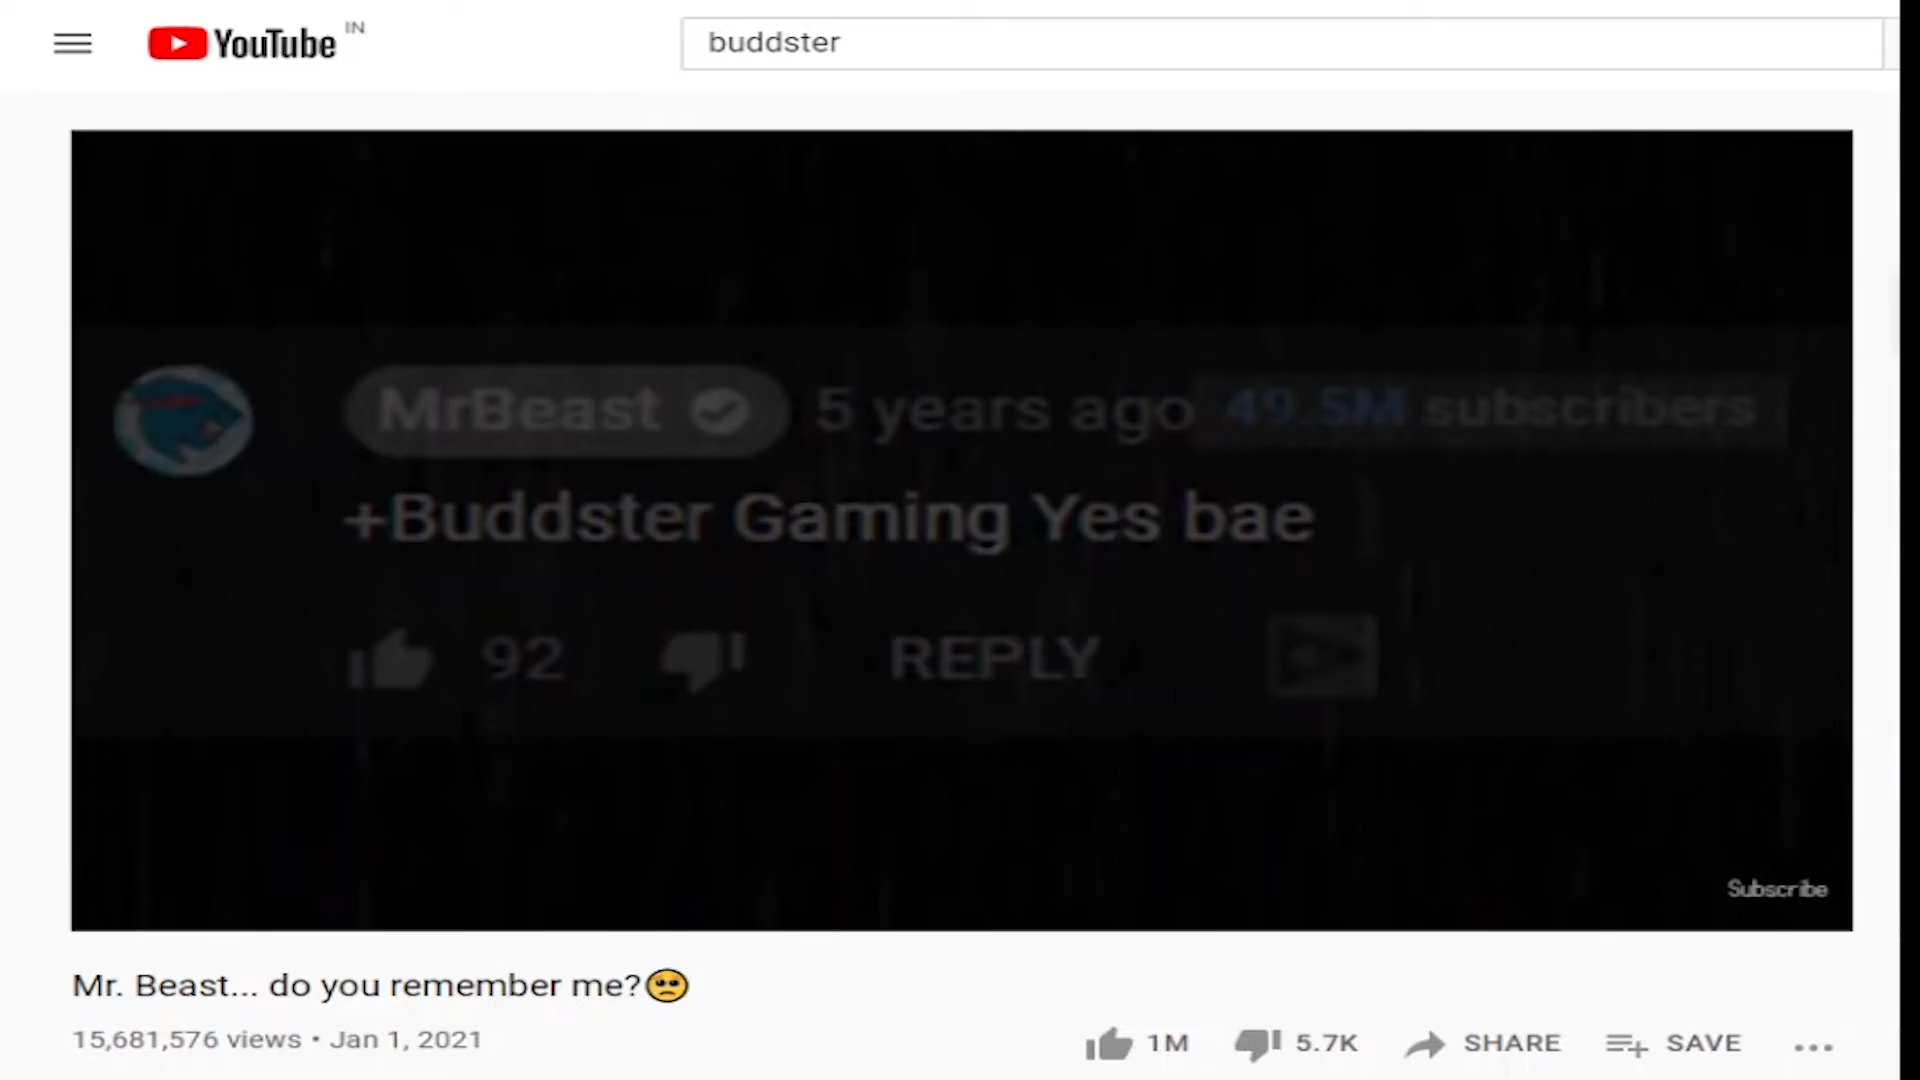 YouTube IN
buddster
MrBeast 5 years ago 49.5M subscribers
+Buddster Gaming Yes bae
92 REPLY
Subscribe
Mr. Beast... do you remember me?🥺
15,681,576 views • Jan 1, 2021
1M 5.7K SHARE SAVE